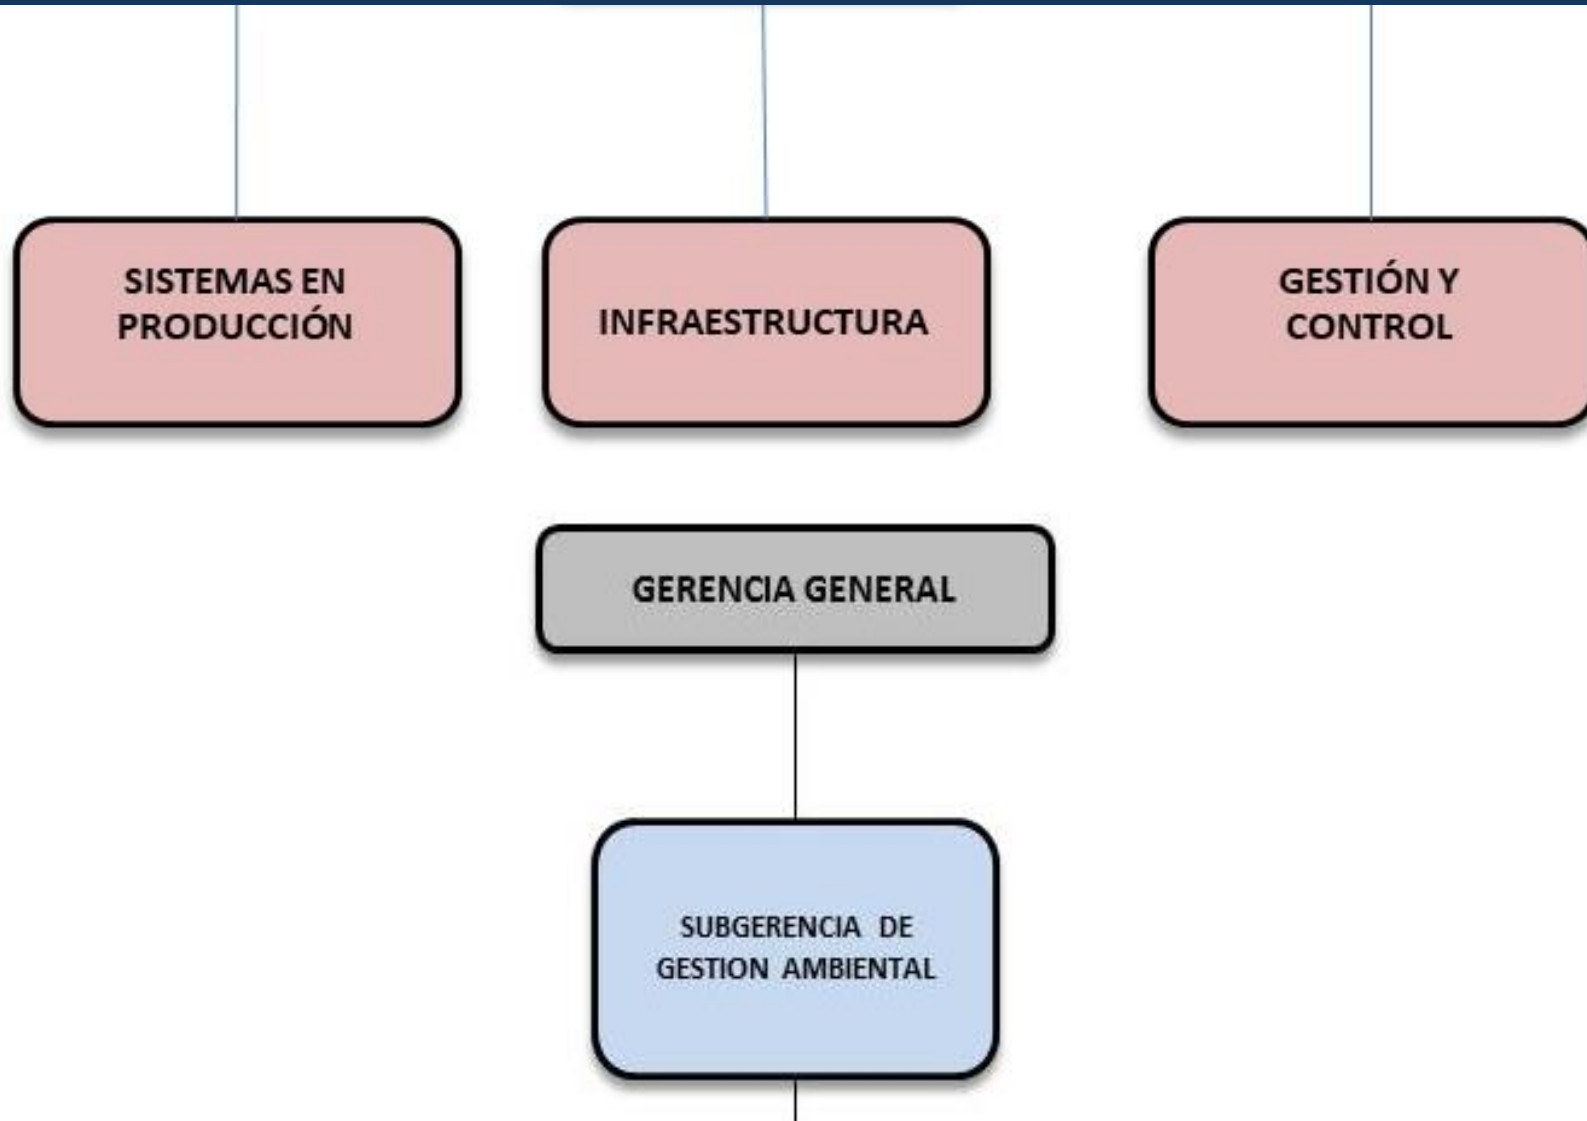 SISTEMAS EN
PRODUCCIÓN
INFRAESTRUCTURA
GESTIÓN Y
CONTROL
GERENCIA GENERAL
SUBGERENCIA DE
GESTION AMBIENTAL